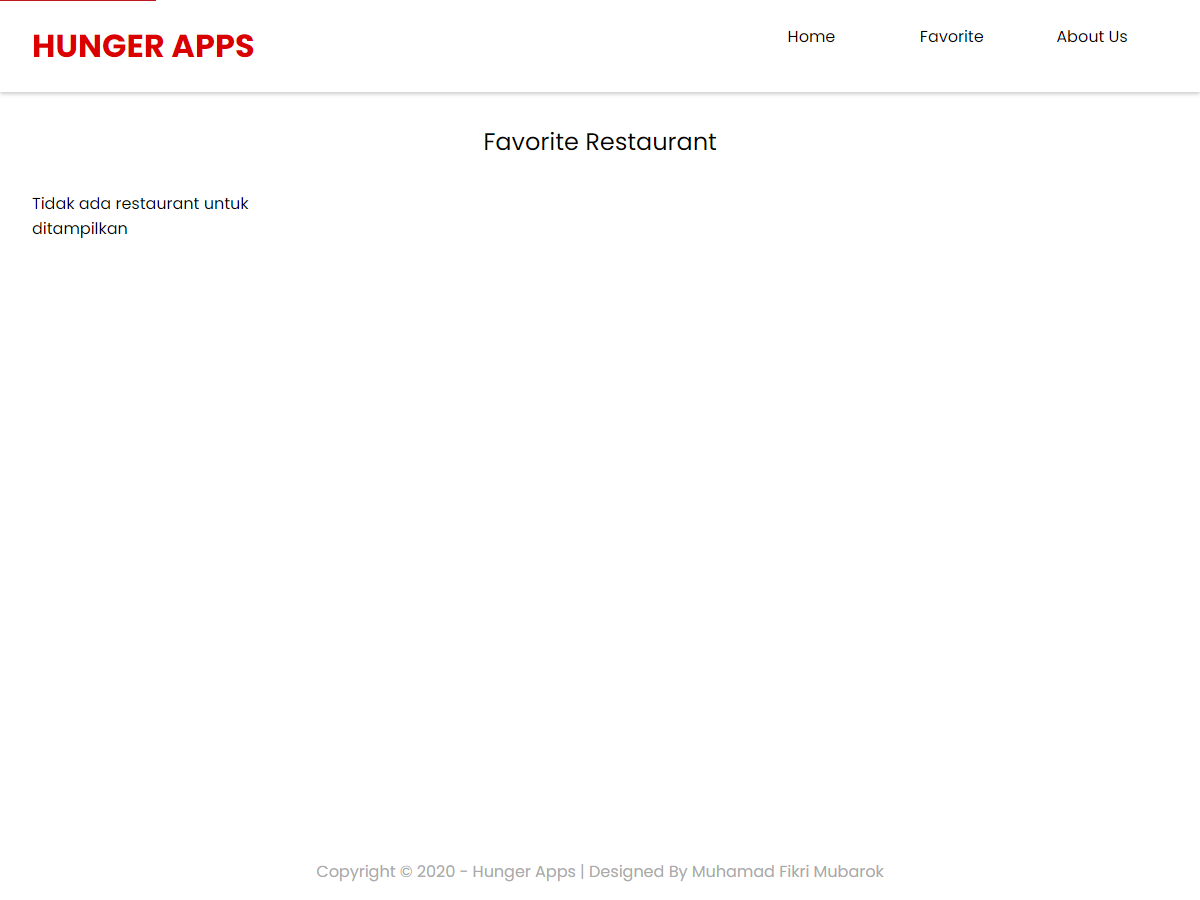 HUNGER APPS
Home
Favorite
About Us
Favorite Restaurant
Tidak ada restaurant untuk
ditampilkan
Copyright © 2020 - Hunger Apps | Designed By Muhamad Fikri Mubarok